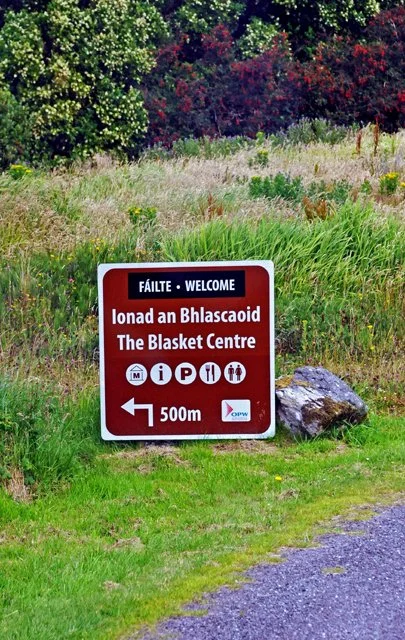 FÁILTE • WELCOME
Ionad an Bhlascaoid
The Blasket Centre
M i P
500m
OPW